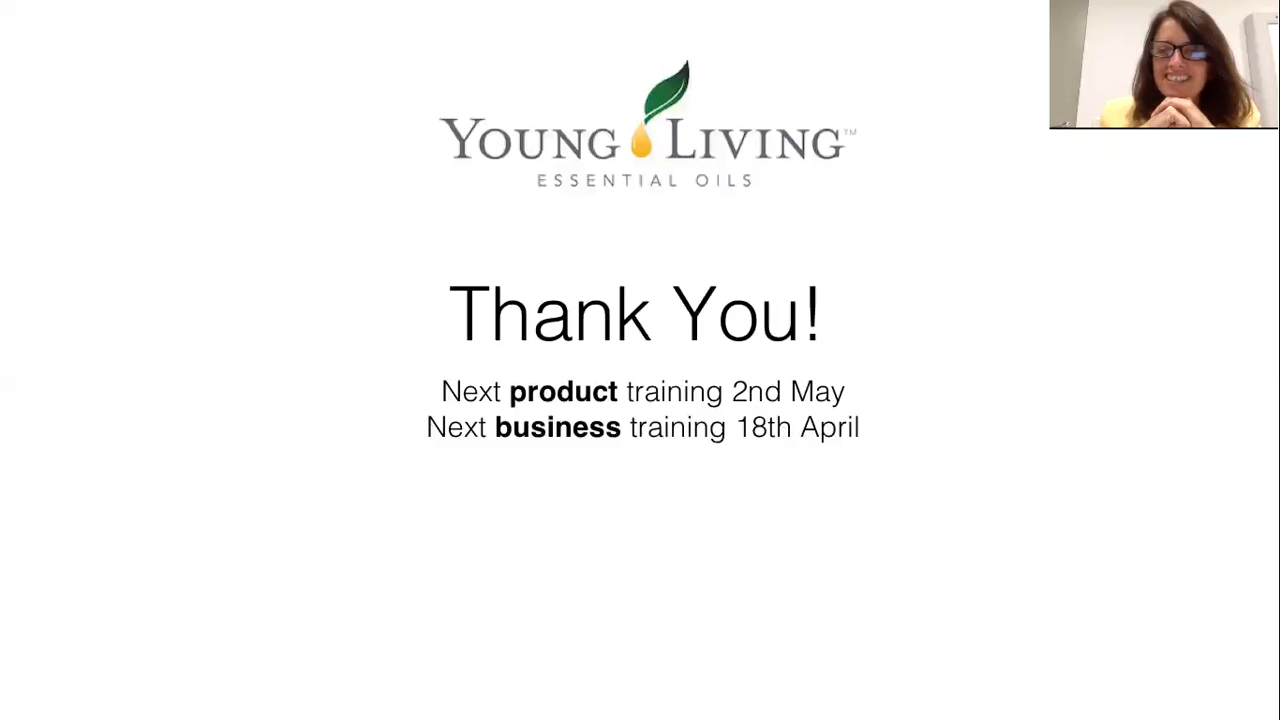 YOUNG LIVING™
ESSENTIAL OILS
Thank You!
Next product training 2nd May
Next business training 18th April